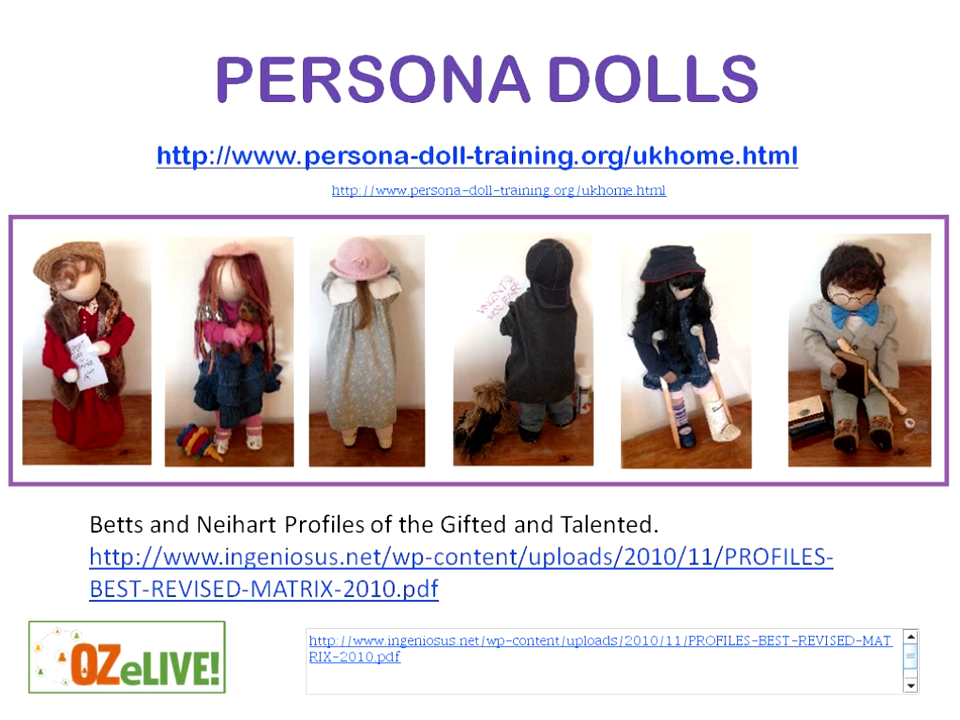 PERSONA DOLLS
http://www.persona-doll-training.org/ukhome.html
http://www.persona-doll-training.org/ukhome.html
Betts and Neihart Profiles of the Gifted and Talented.
http://www.ingeniosus.net/wp-content/uploads/2010/11/PROFILES-
BEST-REVISED-MATRIX-2010.pdf
OZeLIVE!
http://www.ingeniosus.net/wp-content/uploads/2010/11/PROFILES-BEST-REVISED-MAT
RIX-2010.pdf